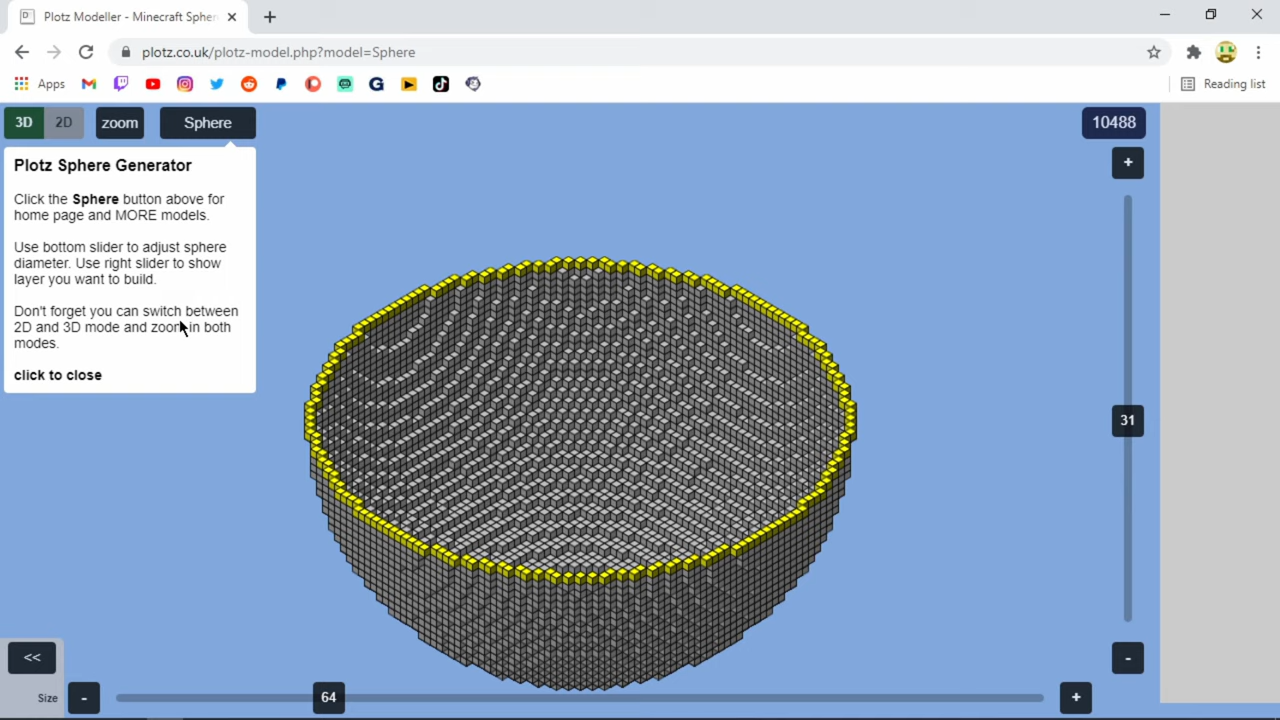 Plotz Modeller - Minecraft Spher
plotz.co.uk/plotz-model.php?model=Sphere
Apps
Reading list
3D
2D
zoom
Sphere
10488
Plotz Sphere Generator
Click the Sphere button above for
home page and MORE models.
Use bottom slider to adjust sphere
diameter. Use right slider to show
layer you want to build.
Don't forget you can switch between
2D and 3D mode and zoom in both
modes.
click to close
+
31
-
<<
Size
-
64
+